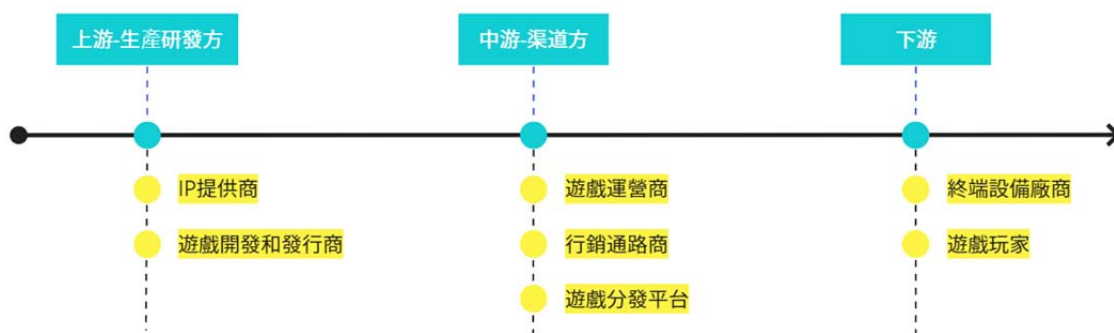 上游-生產研發方
中游-渠道方
下游
IP提供商
遊戲運營商
終端設備廠商
遊戲開發和發行商
行銷通路商
遊戲玩家
遊戲分發平台